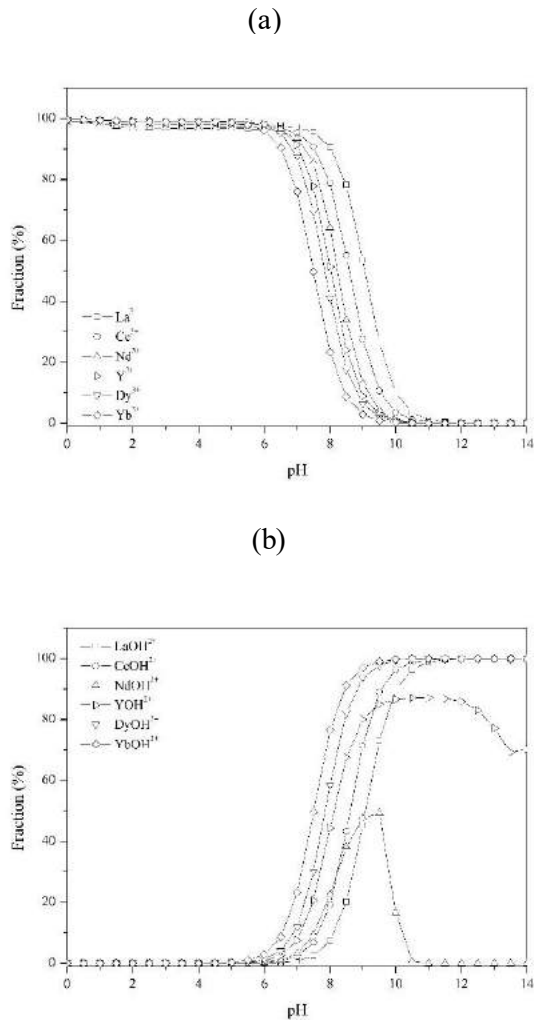 (a)
100
80
60
40
20
0
Fraction (%)
Ce³⁺
Nd³⁺
Y³⁺
Dy³⁺
Yb³⁺
0 2 4 6 8 10 12 14
pH
(b)
100
80
60
40
20
0
Fraction (%)
LaOH²⁺
CeOH²⁺
NdOH²⁺
YOH²⁺
DyOH²⁺
YbOH²⁺
0 2 4 6 8 10 12 14
pH